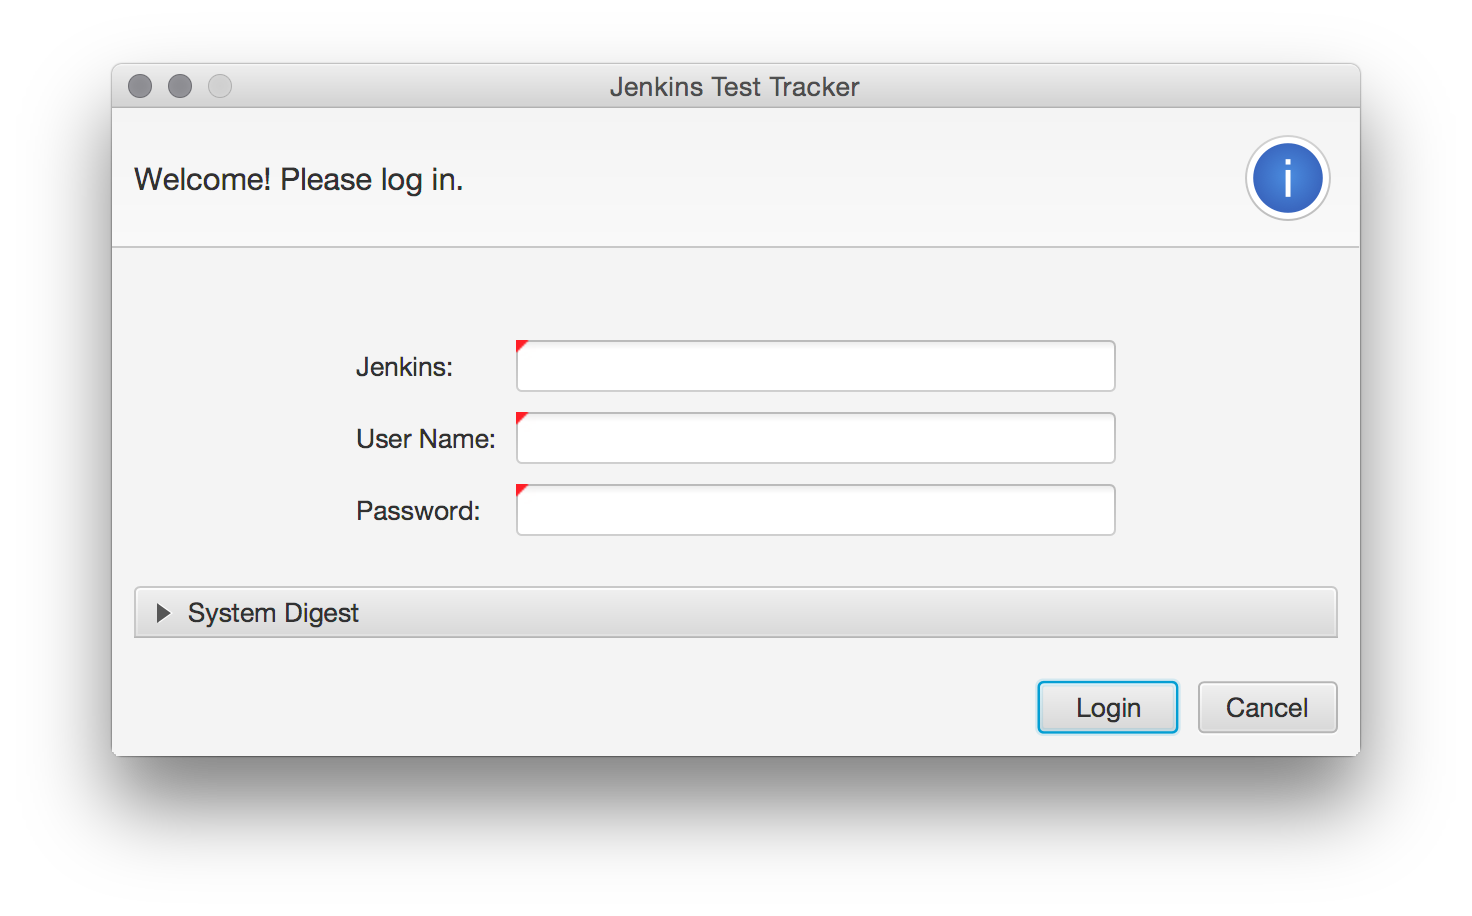 Jenkins Test Tracker
Welcome! Please log in.
i
Jenkins:
User Name:
Password:
System Digest
Login Cancel